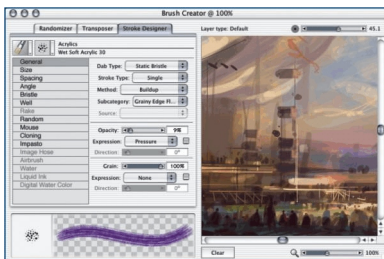 Brush Creator @ 100%
Randomizer Transposer Stroke Designer
Acrylics
Wet Soft Acrylic 30
General
Size
Spacing
Angle
Bristle
Well
Rake
Random
Mouse
Cloning
Impasto
Image Hose
Airbrush
Water
Liquid Ink
Digital Water Color
Dab Type: Static Bristle
Stroke Type: Single
Method: Buildup
Subcategory: Grainy Edge Fl...
Source:
Opacity: 9%
Expression: Pressure
Direction: 0°
Grain: 100%
Expression: None
Direction: 0°
Layer type: Default 45.1
Clear 100%